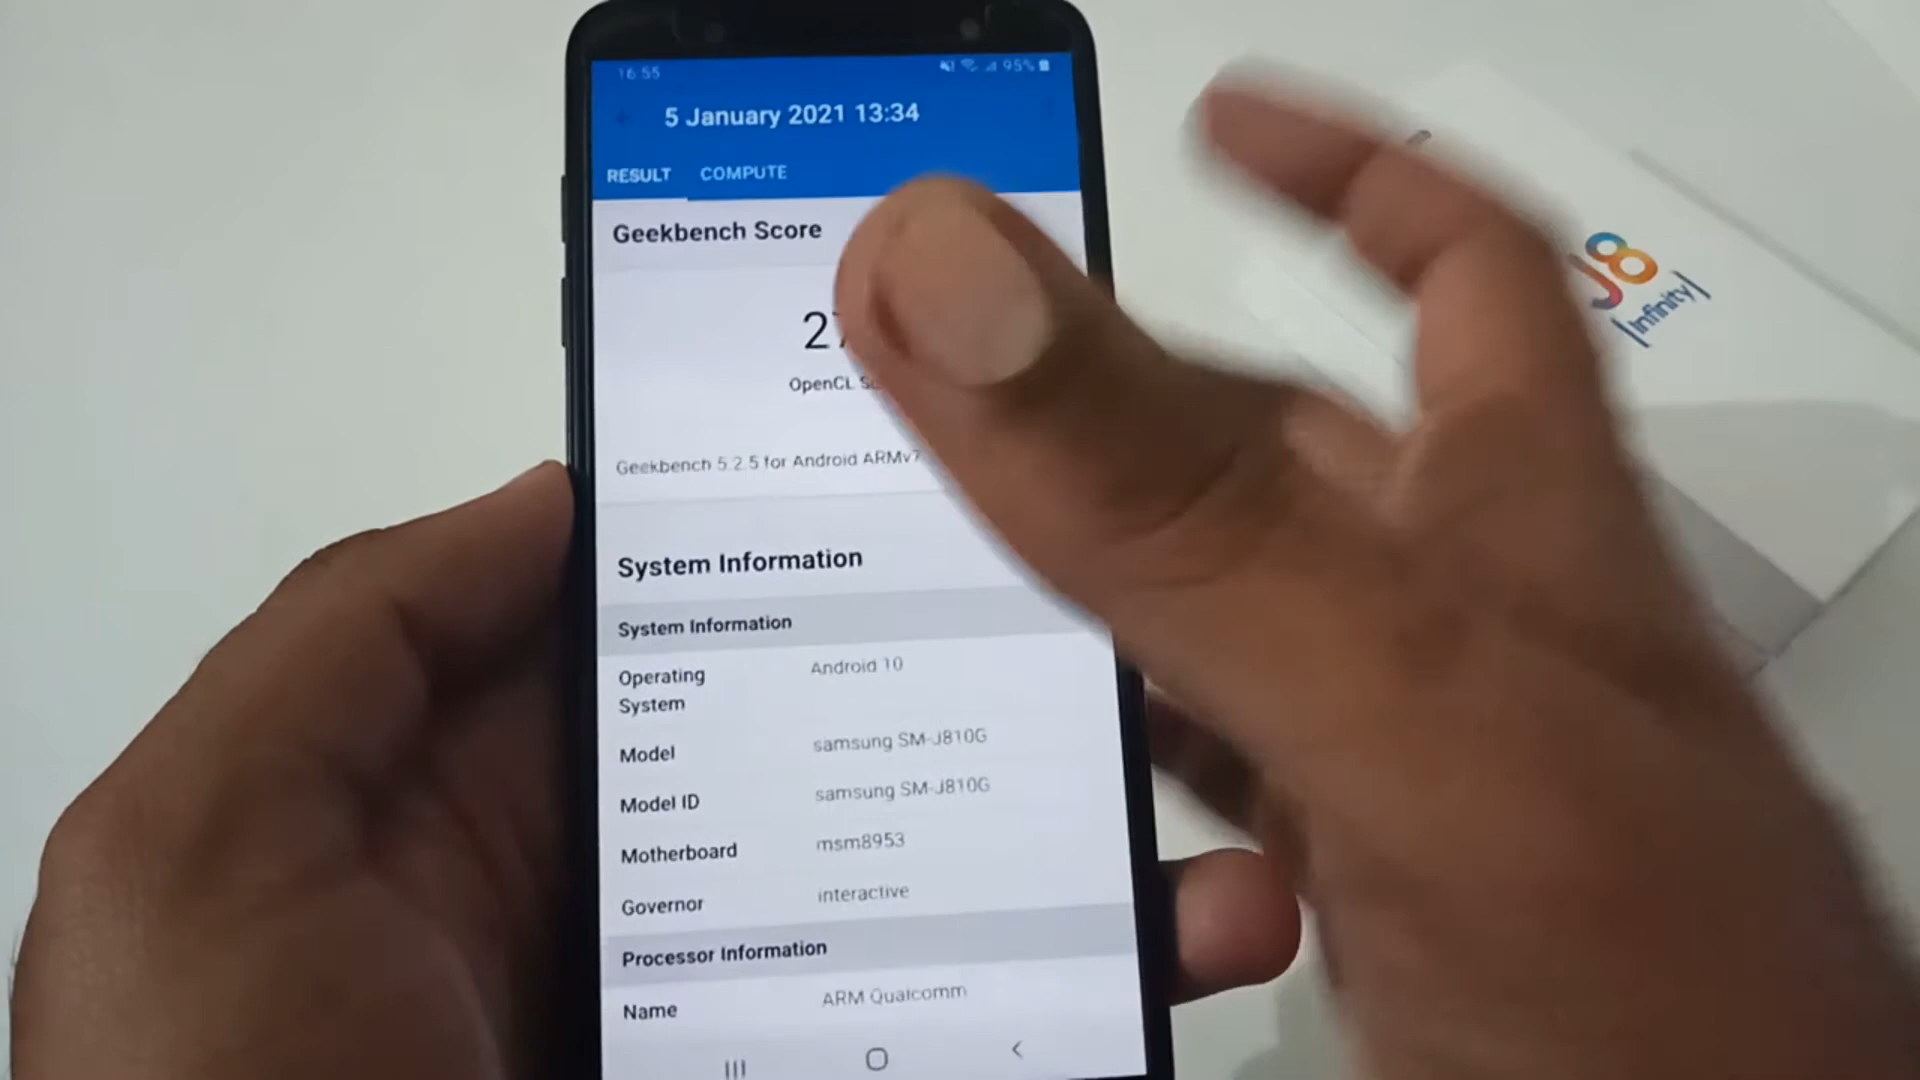 16:55
95%
5 January 2021 13:34
RESULT COMPUTE
Geekbench Score
OpenCL
Geekbench 5.2.5 for Android ARMv7
System Information
System Information
Operating System
Android 10
Model samsung SM-J810G
Model ID samsung SM-J810G
Motherboard msm8953
Governor interactive
Processor Information
Name ARM Qualcomm
J8
Infinity